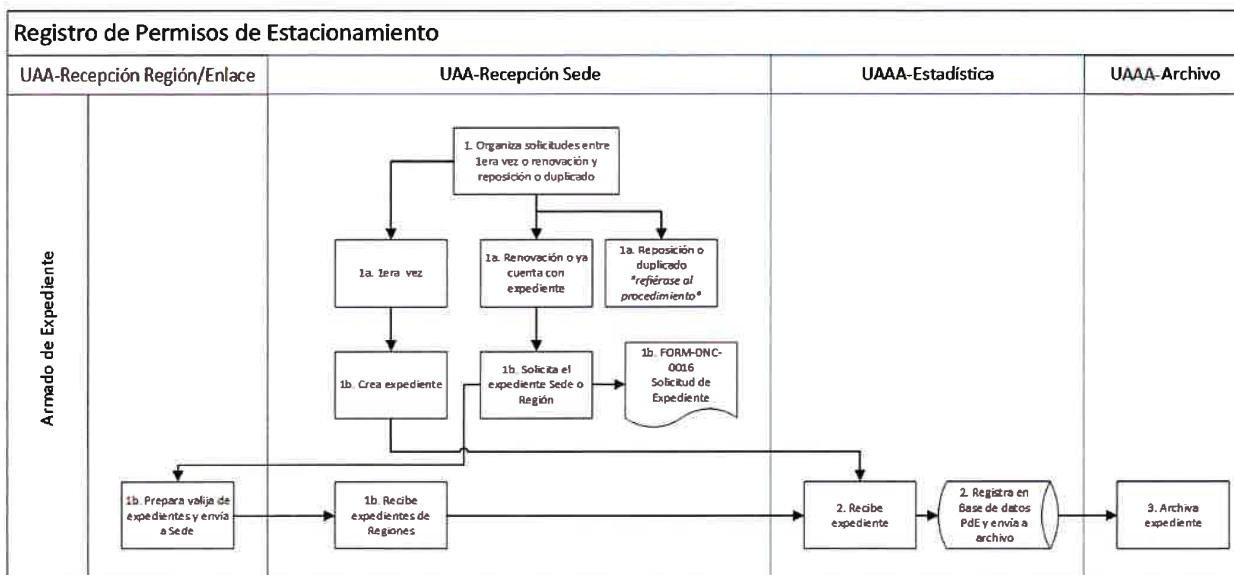 Registro de Permisos de Estacionamiento
UAA-Recepción Región/Enlace
UAA-Recepción Sede
UAAA-Estadística
UAAA-Archivo
Armado de Expediente
1. Organiza solicitudes entre
1era vez o renovación y
reposición o duplicado
1a. 1era vez
1a. Renovación o ya
cuenta con
expediente
1a. Reposición o
duplicado
*refiérase al
procedimiento*
1b. Crea expediente
1b. Solicita el
expediente Sede o
Región
1b. FORM-DNC-
0016
Solicitud de
Expediente
1b. Prepara valija de
expedientes y envía
a Sede
1b. Recibe
expedientes de
Regiones
2. Recibe
expediente
2. Registra en
Base de datos
PdE y envía a
archivo
3. Archiva
expediente